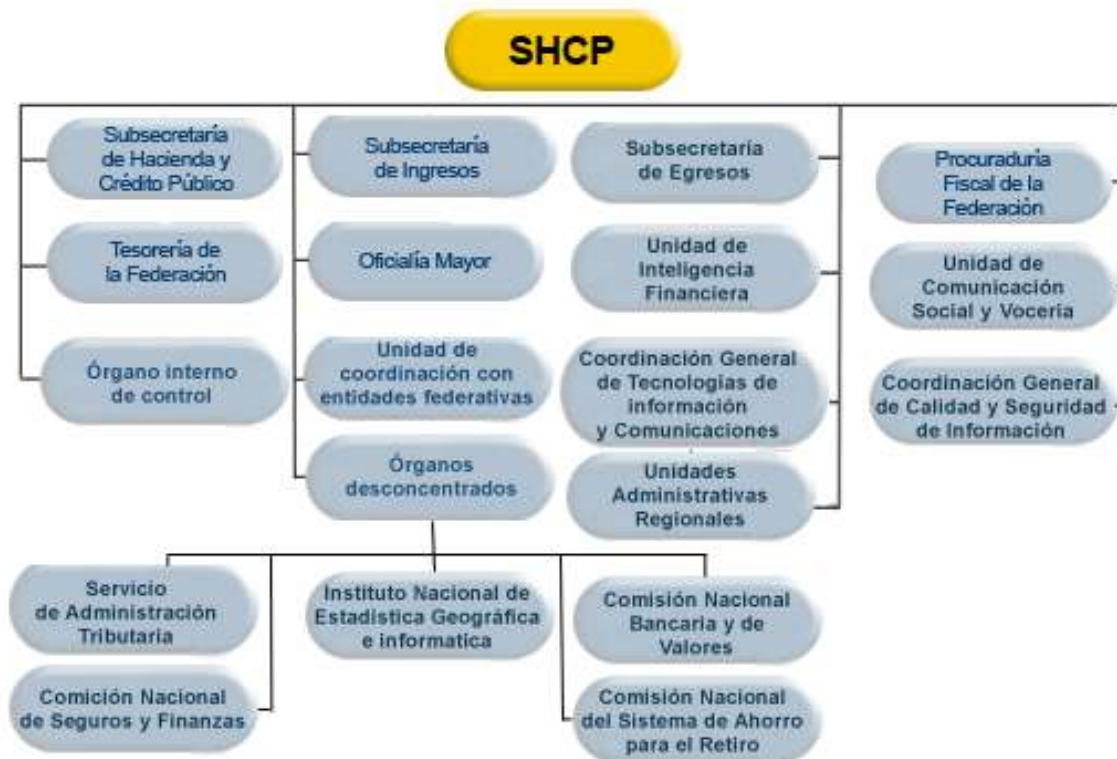 SHCP
Subsecretaría
de Hacienda y
Crédito Público
Subsecretaría
de Ingresos
Subsecretaría
de Egresos
Procuraduría
Fiscal de la
Federación
Tesorería de
la Federación
Oficialía Mayor
Unidad de
Inteligencia
Financiera
Unidad de
Comunicación
Social y Voceria
Órgano interno
de control
Unidad de
coordinación con
entidades federativas
Coordinación General
de Tecnologías de
información
y Comunicaciones
Coordinación General
de Calidad y Seguridad
de Información
Órganos
desconcentrados
Unidades
Administrativas
Regionales
Servicio
de Administración
Tributaria
Instituto Nacional de
Estadística Geográfica
e informatica
Comisión Nacional
Bancaria y de
Valores
Comición Nacional
de Seguros y Finanzas
Comisión Nacional
del Sistema de Ahorro
para el Retiro